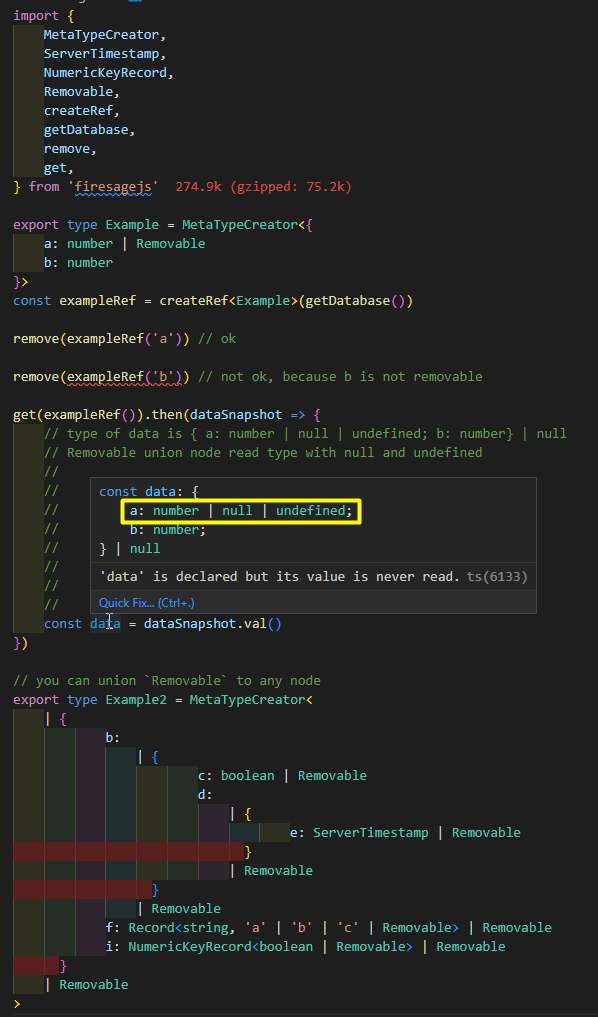 import {
    MetaTypeCreator,
    ServerTimestamp,
    NumericKeyRecord,
    Removable,
    createRef,
    getDatabase,
    remove,
    get,
} from 'firesagejs'  274.9k (gzipped: 75.2k)
export type Example = MetaTypeCreator<{
    a: number | Removable
    b: number
}>
const exampleRef = createRef<Example>(getDatabase())
remove(exampleRef('a')) // ok
remove(exampleRef('b')) // not ok, because b is not removable
get(exampleRef()).then(dataSnapshot => {
    // type of data is { a: number | null | undefined; b: number} | null
    // Removable union node read type with null and undefined
    //
    //
    //
    //
    //
    //
    //
    //
const data: {
    a: number | null | undefined;
    b: number;
} | null
'data' is declared but its value is never read. ts(6133)
Quick Fix... (Ctrl+.)
    const data = dataSnapshot.val()
})
// you can union `Removable` to any node
export type Example2 = MetaTypeCreator<
    | {
            b:
                | {
                        c: boolean | Removable
                        d:
                            | {
                                    e: ServerTimestamp | Removable
                              }
                            | Removable
                  }
                | Removable
            f: Record<string, 'a' | 'b' | 'c' | Removable> | Removable
            i: NumericKeyRecord<boolean | Removable> | Removable
      }
    | Removable
>